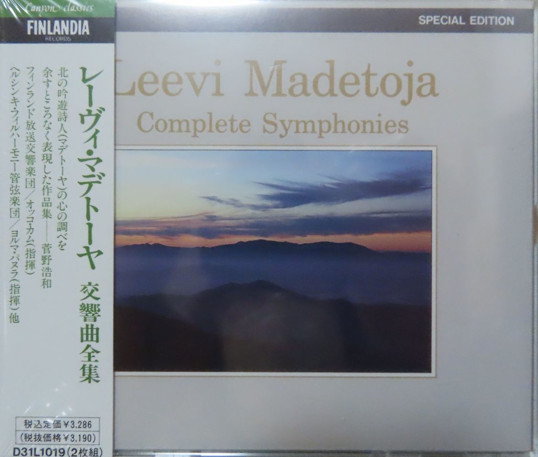 Canyon classics
FINLANDIA
RECORDS
レーヴィ・マデトーヤ 交響曲全集
北の吟遊詩人(マデトーヤ)の心の調べを
余すところなく表現した作品集——菅野浩和
フィンランド放送交響楽団/オッコ・カム(指揮)
ヘルシンキ・フィルハーモニー管弦楽団/ヨルマ・パヌラ(指揮)他
税込定価¥3,286
(税抜価格¥3,190)
D31L1019(2枚組)
SPECIAL EDITION
Leevi Madetoja
Complete Symphonies